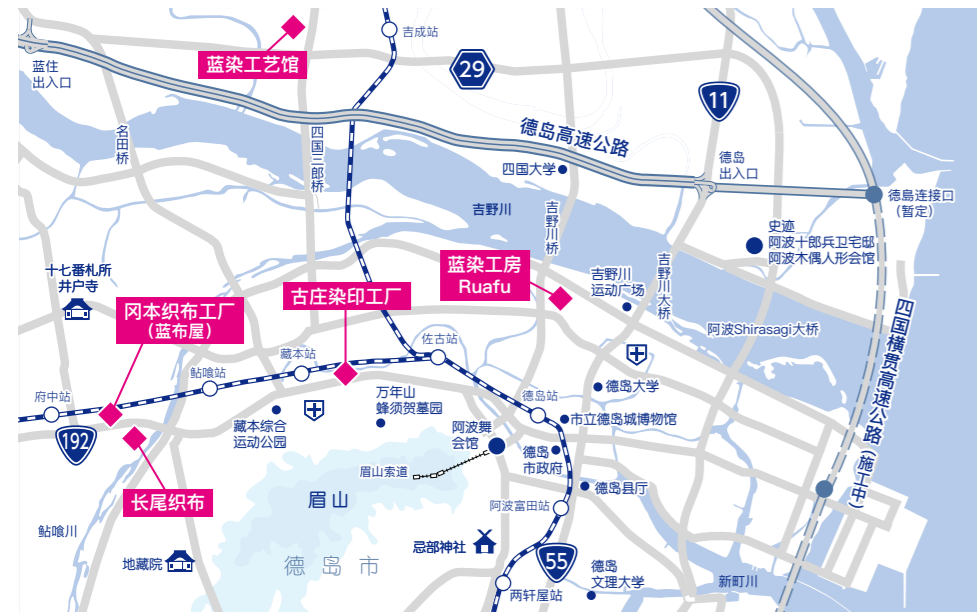 吉成站
蓝染工艺馆
蓝住
出入口
29
11
德岛高速公路
名田桥
四国三郎桥
四国大学
德岛
出入口
德島连接口
(暂定)
吉野川
吉野川桥
史迹
阿波十郎兵卫宅邸
阿波木偶人形会馆
吉野川大桥
蓝染工房
Ruafu
吉野川
运动广场
十七番札所
井户寺
冈本织布工厂
(蓝布屋)
古庄染印工厂
阿波Shirasagi大桥
四国横贯高速公路(施工中)
佐古站
藏本站
鲇喰站
府中站
192
万年山
蜂须贺墓园
德岛大学
德岛站
市立德岛城博物馆
藏本综合
运动公园
阿波舞
会馆
德岛
市政府
眉山索道
德岛县厅
眉山
长尾织布
阿波富田站
鲇喰川
忌部神社
地藏院
德岛市
55
德岛
文理大学
新町川
两轩屋站